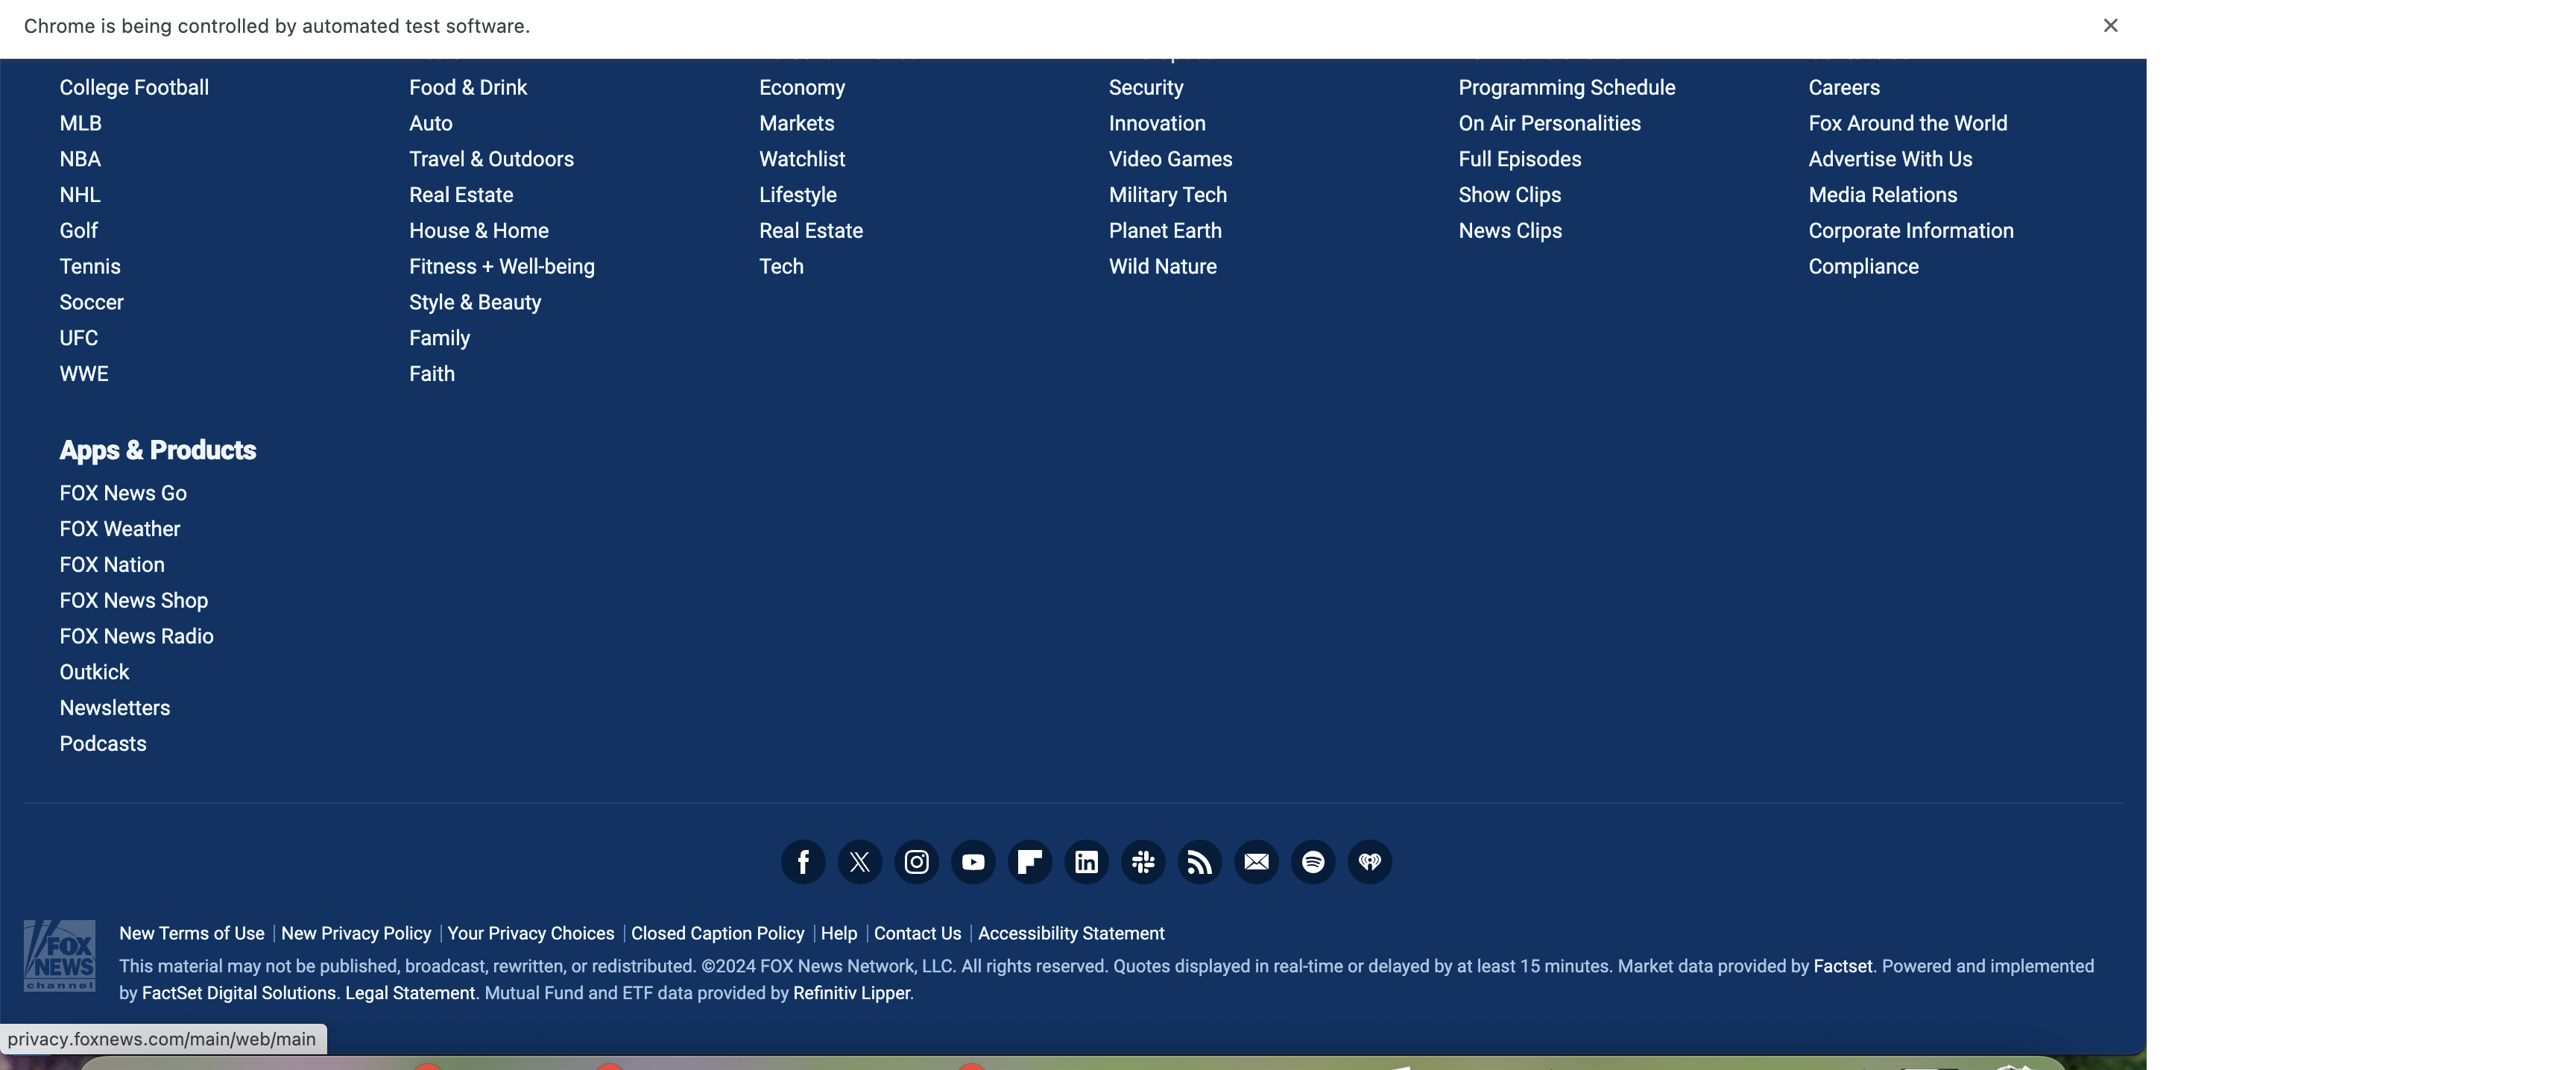 Chrome is being controlled by automated test software.
College Football
MLB
NBA
NHL
Golf
Tennis
Soccer
UFC
WWE
Food & Drink
Auto
Travel & Outdoors
Real Estate
House & Home
Fitness + Well-being
Style & Beauty
Family
Faith
Economy
Markets
Watchlist
Lifestyle
Real Estate
Tech
Security
Innovation
Video Games
Military Tech
Planet Earth
Wild Nature
Programming Schedule
On Air Personalities
Full Episodes
Show Clips
News Clips
Careers
Fox Around the World
Advertise With Us
Media Relations
Corporate Information
Compliance
Apps & Products
FOX News Go
FOX Weather
FOX Nation
FOX News Shop
FOX News Radio
Outkick
Newsletters
Podcasts
FOX
NEWS
channel
New Terms of Use | New Privacy Policy | Your Privacy Choices | Closed Caption Policy | Help | Contact Us | Accessibility Statement
This material may not be published, broadcast, rewritten, or redistributed. ©2024 FOX News Network, LLC. All rights reserved. Quotes displayed in real-time or delayed by at least 15 minutes. Market data provided by Factset. Powered and implemented
by FactSet Digital Solutions. Legal Statement. Mutual Fund and ETF data provided by Refinitiv Lipper.
privacy.foxnews.com/main/web/main